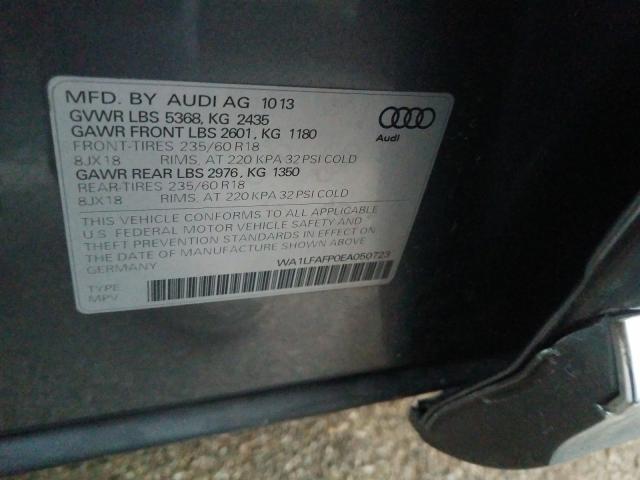 MFD. BY AUDI AG 10 13
GVWR LBS 5368, KG 2435
GAWR FRONT LBS 2601, KG 1180
FRONT-TIRES 235/60 R18
8JX18 RIMS, AT 220 KPA 32 PSI COLD
GAWR REAR LBS 2976, KG 1350
REAR-TIRES 235/60 R18
8JX18 RIMS, AT 220 KPA 32 PSI COLD
Audi
THIS VEHICLE CONFORMS TO ALL APPLICABLE
U.S. FEDERAL MOTOR VEHICLE SAFETY AND
THEFT PREVENTION STANDARDS IN EFFECT ON
THE DATE OF MANUFACTURE SHOWN ABOVE.
GERMANY
WA1LFAFP0EA050723
TYPE
MPV